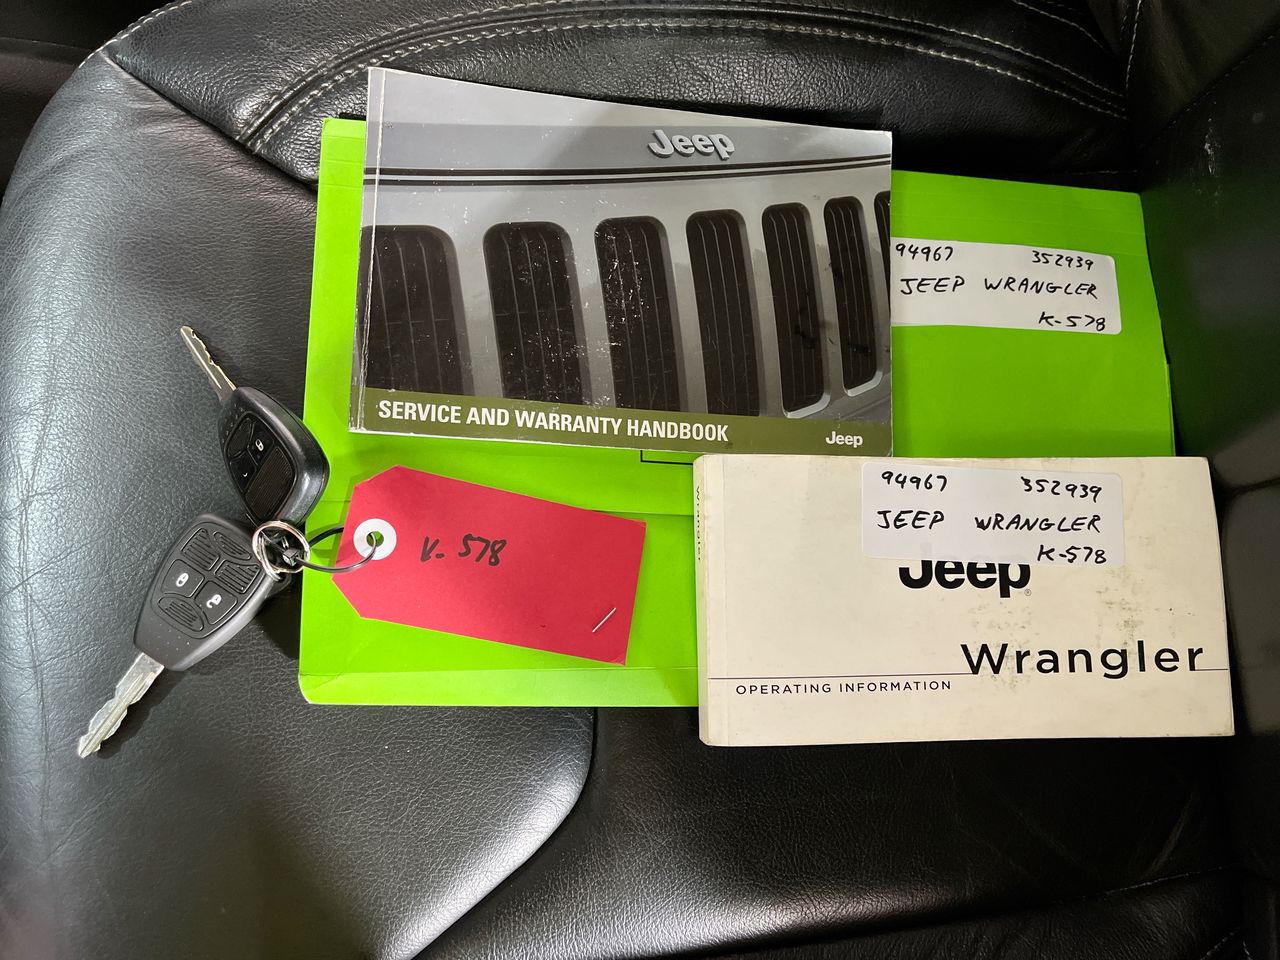 Jeep
SERVICE AND WARRANTY HANDBOOK
Jeep
94967 352939
JEEP WRANGLER
K-578
K-578
94967 352939
JEEP WRANGLER
K-578
Jeep®
Wrangler
OPERATING INFORMATION
Wrangler